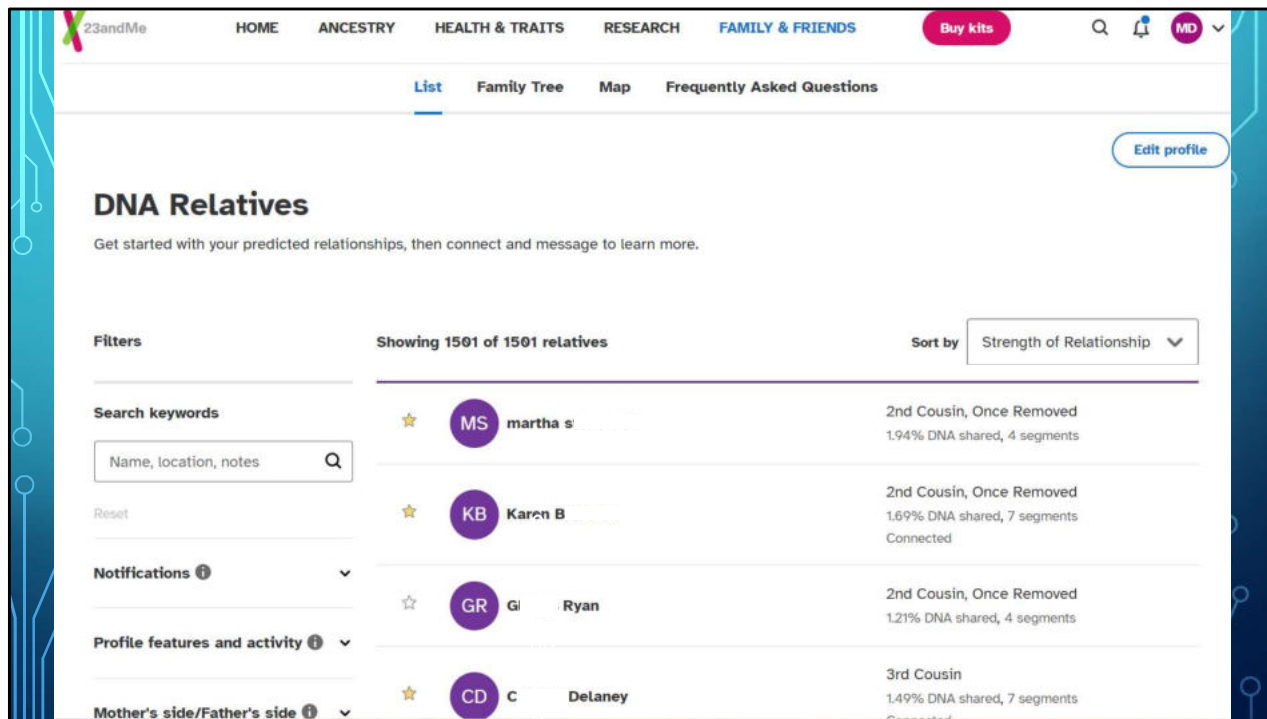 23andMe HOME ANCESTRY HEALTH & TRAITS RESEARCH FAMILY & FRIENDS Buy kits MD
List Family Tree Map Frequently Asked Questions
Edit profile
DNA Relatives
Get started with your predicted relationships, then connect and message to learn more.
Filters
Showing 1501 of 1501 relatives
Sort by Strength of Relationship
Search keywords
Name, location, notes
Reset
Notifications
Profile features and activity
Mother's side/Father's side
MS martha s
2nd Cousin, Once Removed
1.94% DNA shared, 4 segments
KB Karen B
2nd Cousin, Once Removed
1.69% DNA shared, 7 segments
Connected
GR Gl Ryan
2nd Cousin, Once Removed
1.21% DNA shared, 4 segments
CD C Delaney
3rd Cousin
1.49% DNA shared, 7 segments